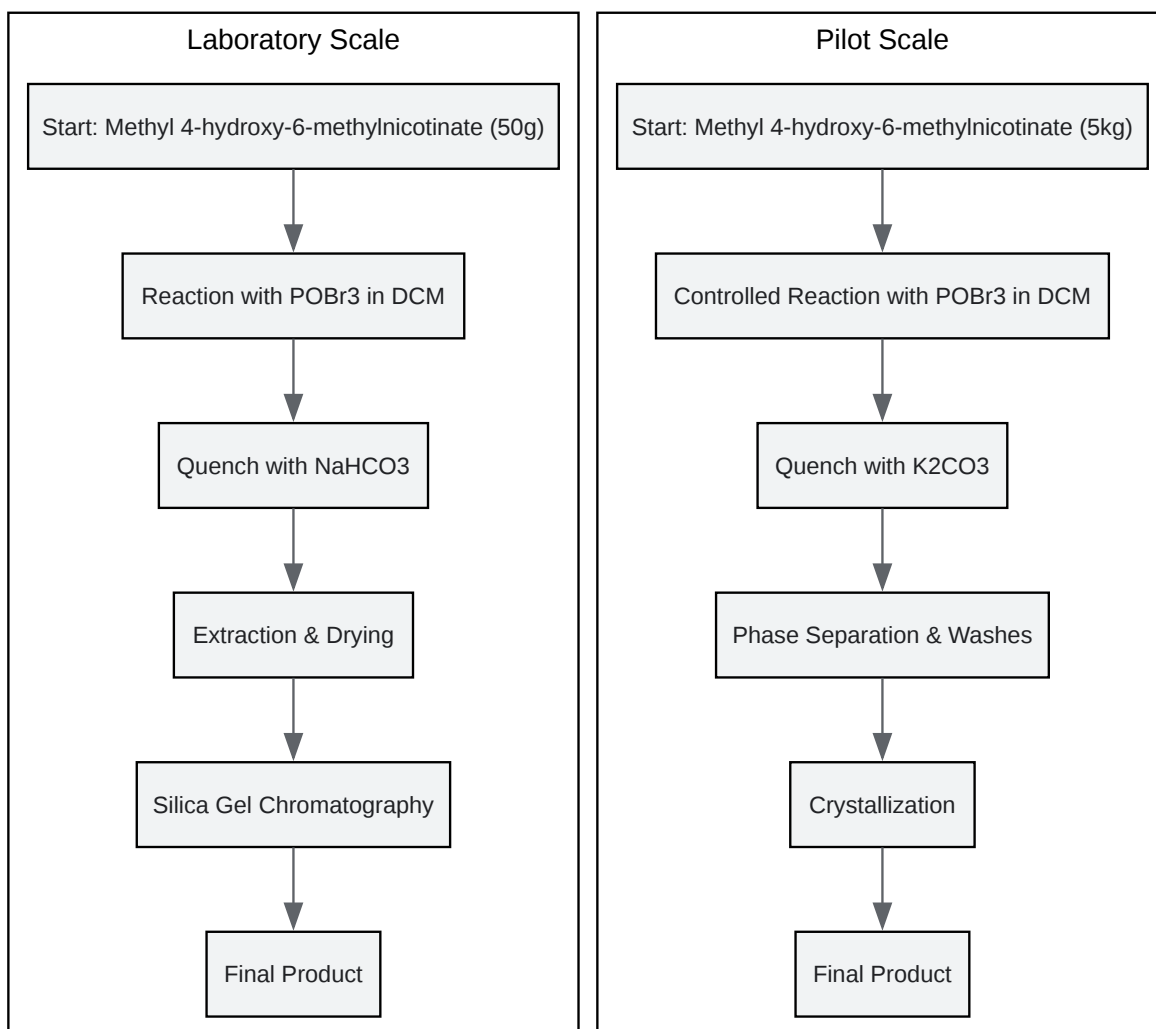 Laboratory Scale
Start: Methyl 4-hydroxy-6-methylnicotinate (50g)
Reaction with POBr3 in DCM
Quench with NaHCO3
Extraction & Drying
Silica Gel Chromatography
Final Product
Pilot Scale
Start: Methyl 4-hydroxy-6-methylnicotinate (5kg)
Controlled Reaction with POBr3 in DCM
Quench with K2CO3
Phase Separation & Washes
Crystallization
Final Product